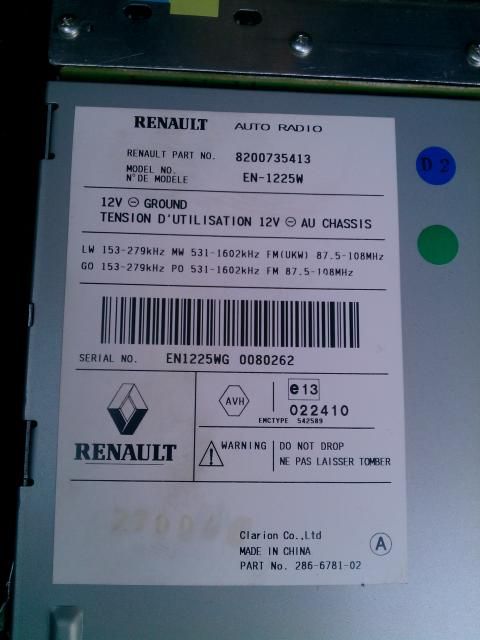 RENAULT AUTO RADIO
RENAULT PART NO. 8200735413
MODEL NO.
N° DE MODELE EN-1225W
12V ⊖ GROUND
TENSION D'UTILISATION 12V ⊖ AU CHASSIS
LW 153-279kHz MW 531-1602kHz FM(UKW) 87.5-108MHz
GO 153-279kHz PO 531-1602kHz FM 87.5-108MHz
SERIAL NO. EN1225WG 0080262
RENAULT
AVH
e13
022410
EMCTYPE 542589
WARNING
DO NOT DROP
NE PAS LAISSER TOMBER
Clarion Co.,Ltd
MADE IN CHINA
PART No. 286-6781-02
A
D2